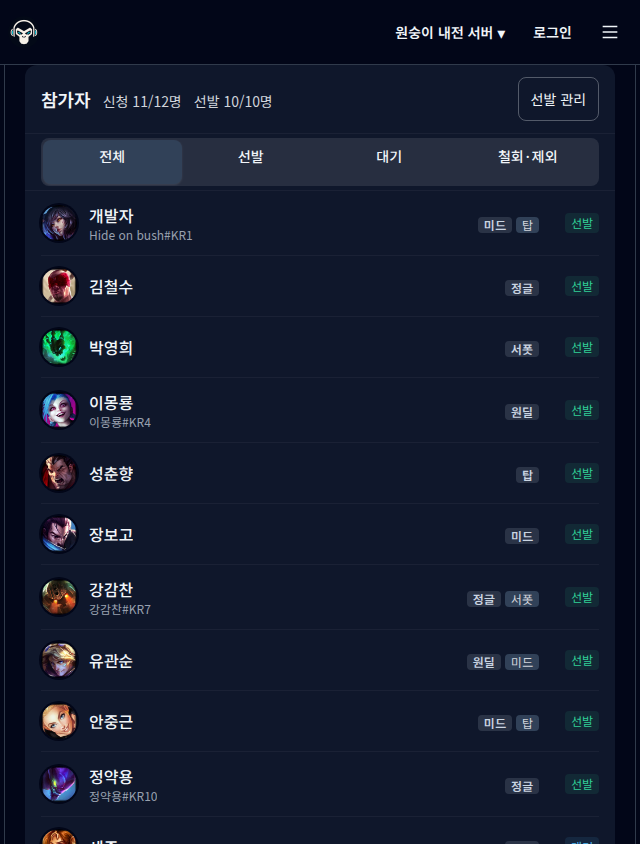 원숭이 내전 서버 ▾ 로그인
참가자 신청 11/12명 선발 10/10명 선발 관리
전체 선발 대기 철회·제외
개발자 미드 탑 선발
Hide on bush#KR1
김철수 정글 선발
박영희 서폿 선발
이몽룡 원딜 선발
이몽룡#KR4
성춘향 탑 선발
장보고 미드 선발
강감찬 정글 서폿 선발
강감찬#KR7
유관순 원딜 미드 선발
안중근 미드 탑 선발
정약용 정글 선발
정약용#KR10